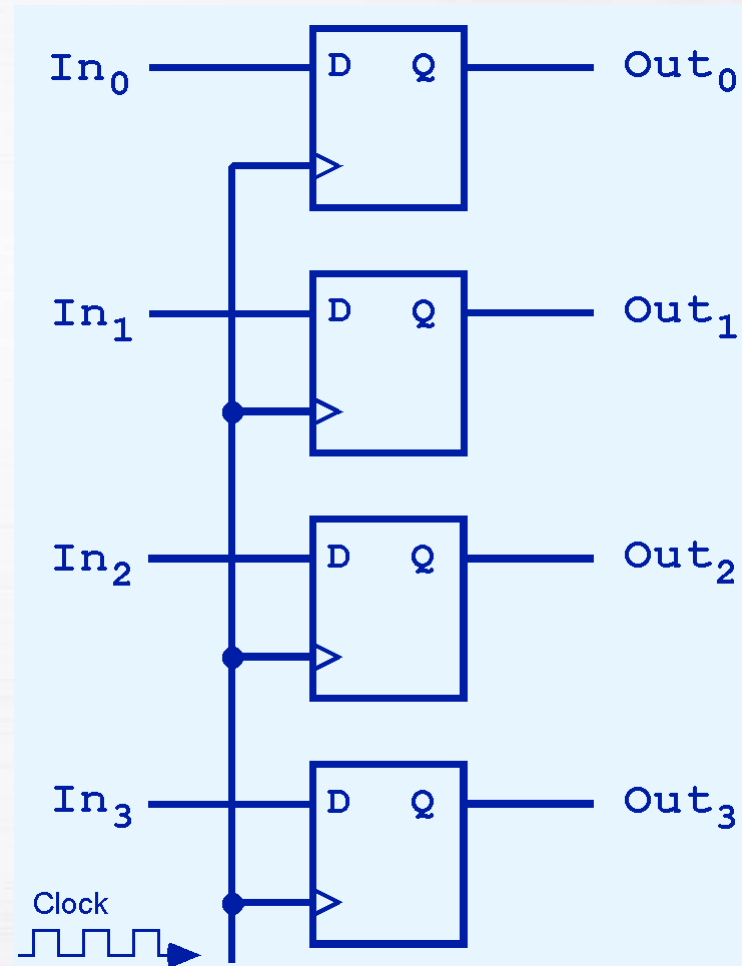 In₀ D Q Out₀
In₁ D Q Out₁
In₂ D Q Out₂
In₃ D Q Out₃
Clock